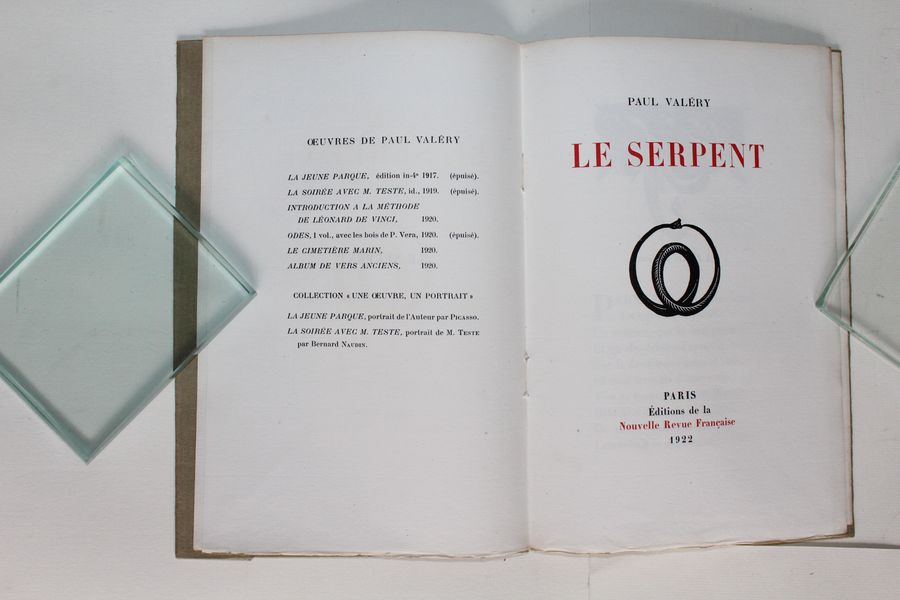 ŒUVRES DE PAUL VALÉRY
LA JEUNE PARQUE, édition in-4º 1917. (épuisé).
LA SOIRÉE AVEC M. TESTE, id., 1919. (épuisé).
INTRODUCTION A LA MÉTHODE
DE LÉONARD DE VINCI, 1920.
ODES, 1 vol., avec les bois de P. Vera, 1920. (épuisé).
LE CIMETIÈRE MARIN, 1920.
ALBUM DE VERS ANCIENS, 1920.
COLLECTION « UNE ŒUVRE, UN PORTRAIT »
LA JEUNE PARQUE, portrait de l'Auteur par PICASSO.
LA SOIRÉE AVEC M. TESTE, portrait de M. TESTE
par Bernard NAUDIN.
PAUL VALÉRY
LE SERPENT
PARIS
Éditions de la
Nouvelle Revue Française
1922